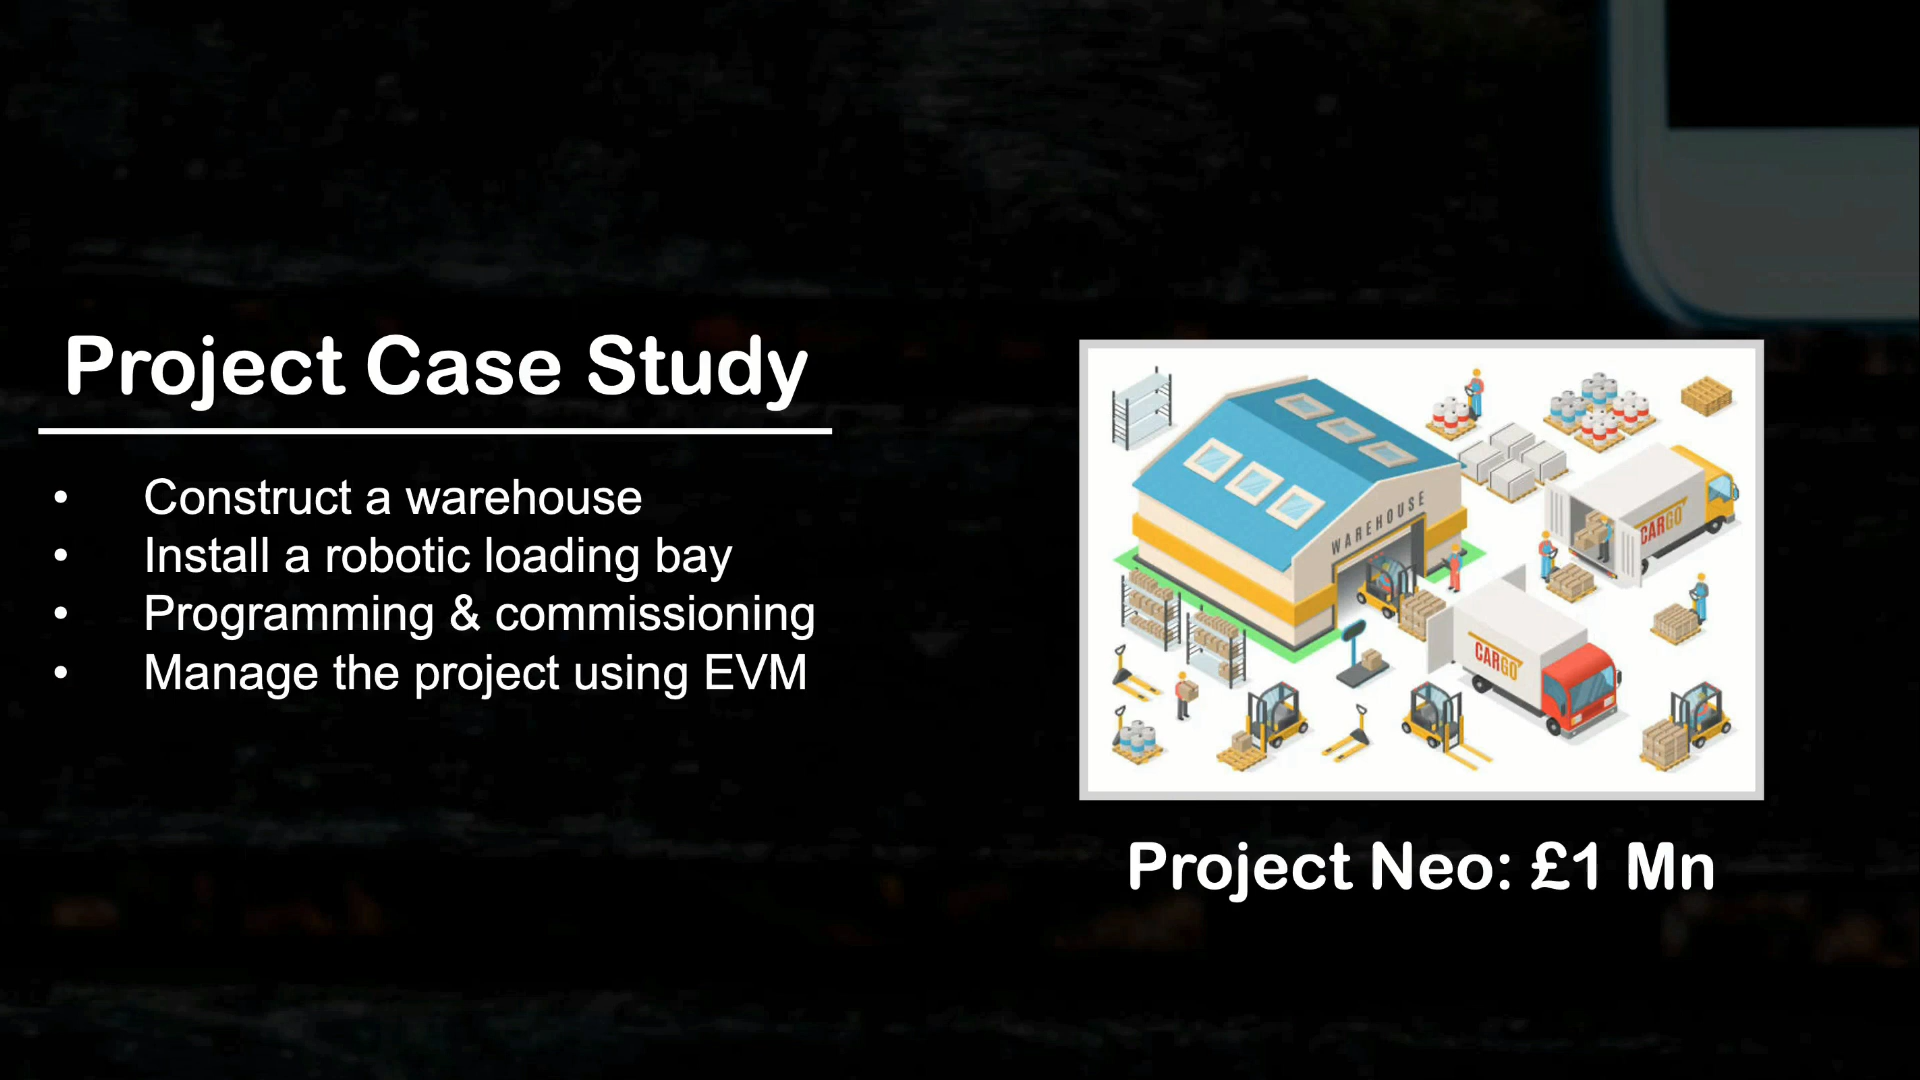 Project Case Study
• Construct a warehouse
• Install a robotic loading bay
• Programming & commissioning
• Manage the project using EVM
WAREHOUSE
CARGO
CARGO
Project Neo: £1 Mn